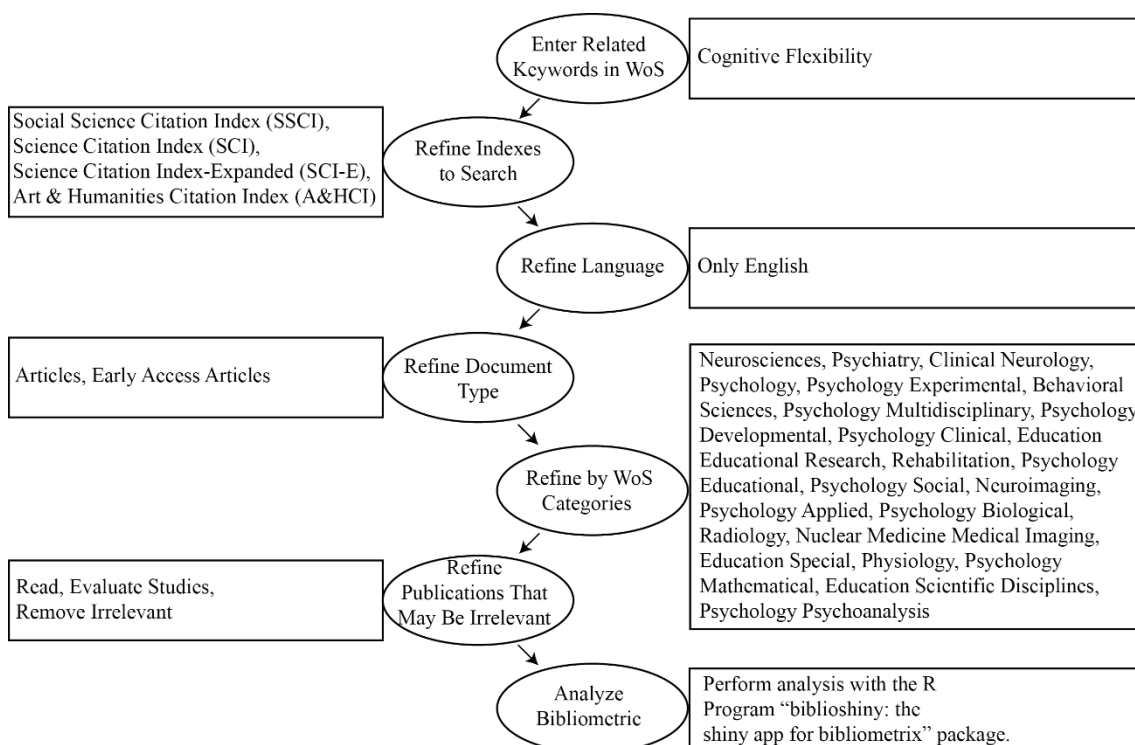 Enter Related
Keywords in WoS
Cognitive Flexibility
Social Science Citation Index (SSCI),
Science Citation Index (SCI),
Science Citation Index-Expanded (SCI-E),
Art & Humanities Citation Index (A&HCI)
Refine Indexes
to Search
Refine Language
Only English
Articles, Early Access Articles
Refine Document
Type
Refine by WoS
Categories
Neurosciences, Psychiatry, Clinical Neurology,
Psychology, Psychology Experimental, Behavioral
Sciences, Psychology Multidisciplinary, Psychology
Developmental, Psychology Clinical, Education
Educational Research, Rehabilitation, Psychology
Educational, Psychology Social, Neuroimaging,
Psychology Applied, Psychology Biological,
Radiology, Nuclear Medicine Medical Imaging,
Education Special, Physiology, Psychology
Mathematical, Education Scientific Disciplines,
Psychology Psychoanalysis
Read, Evaluate Studies,
Remove Irrelevant
Refine
Publications That
May Be Irrelevant
Analyze
Bibliometric
Perform analysis with the R
Program “biblioshiny: the
shiny app for bibliometrix” package.